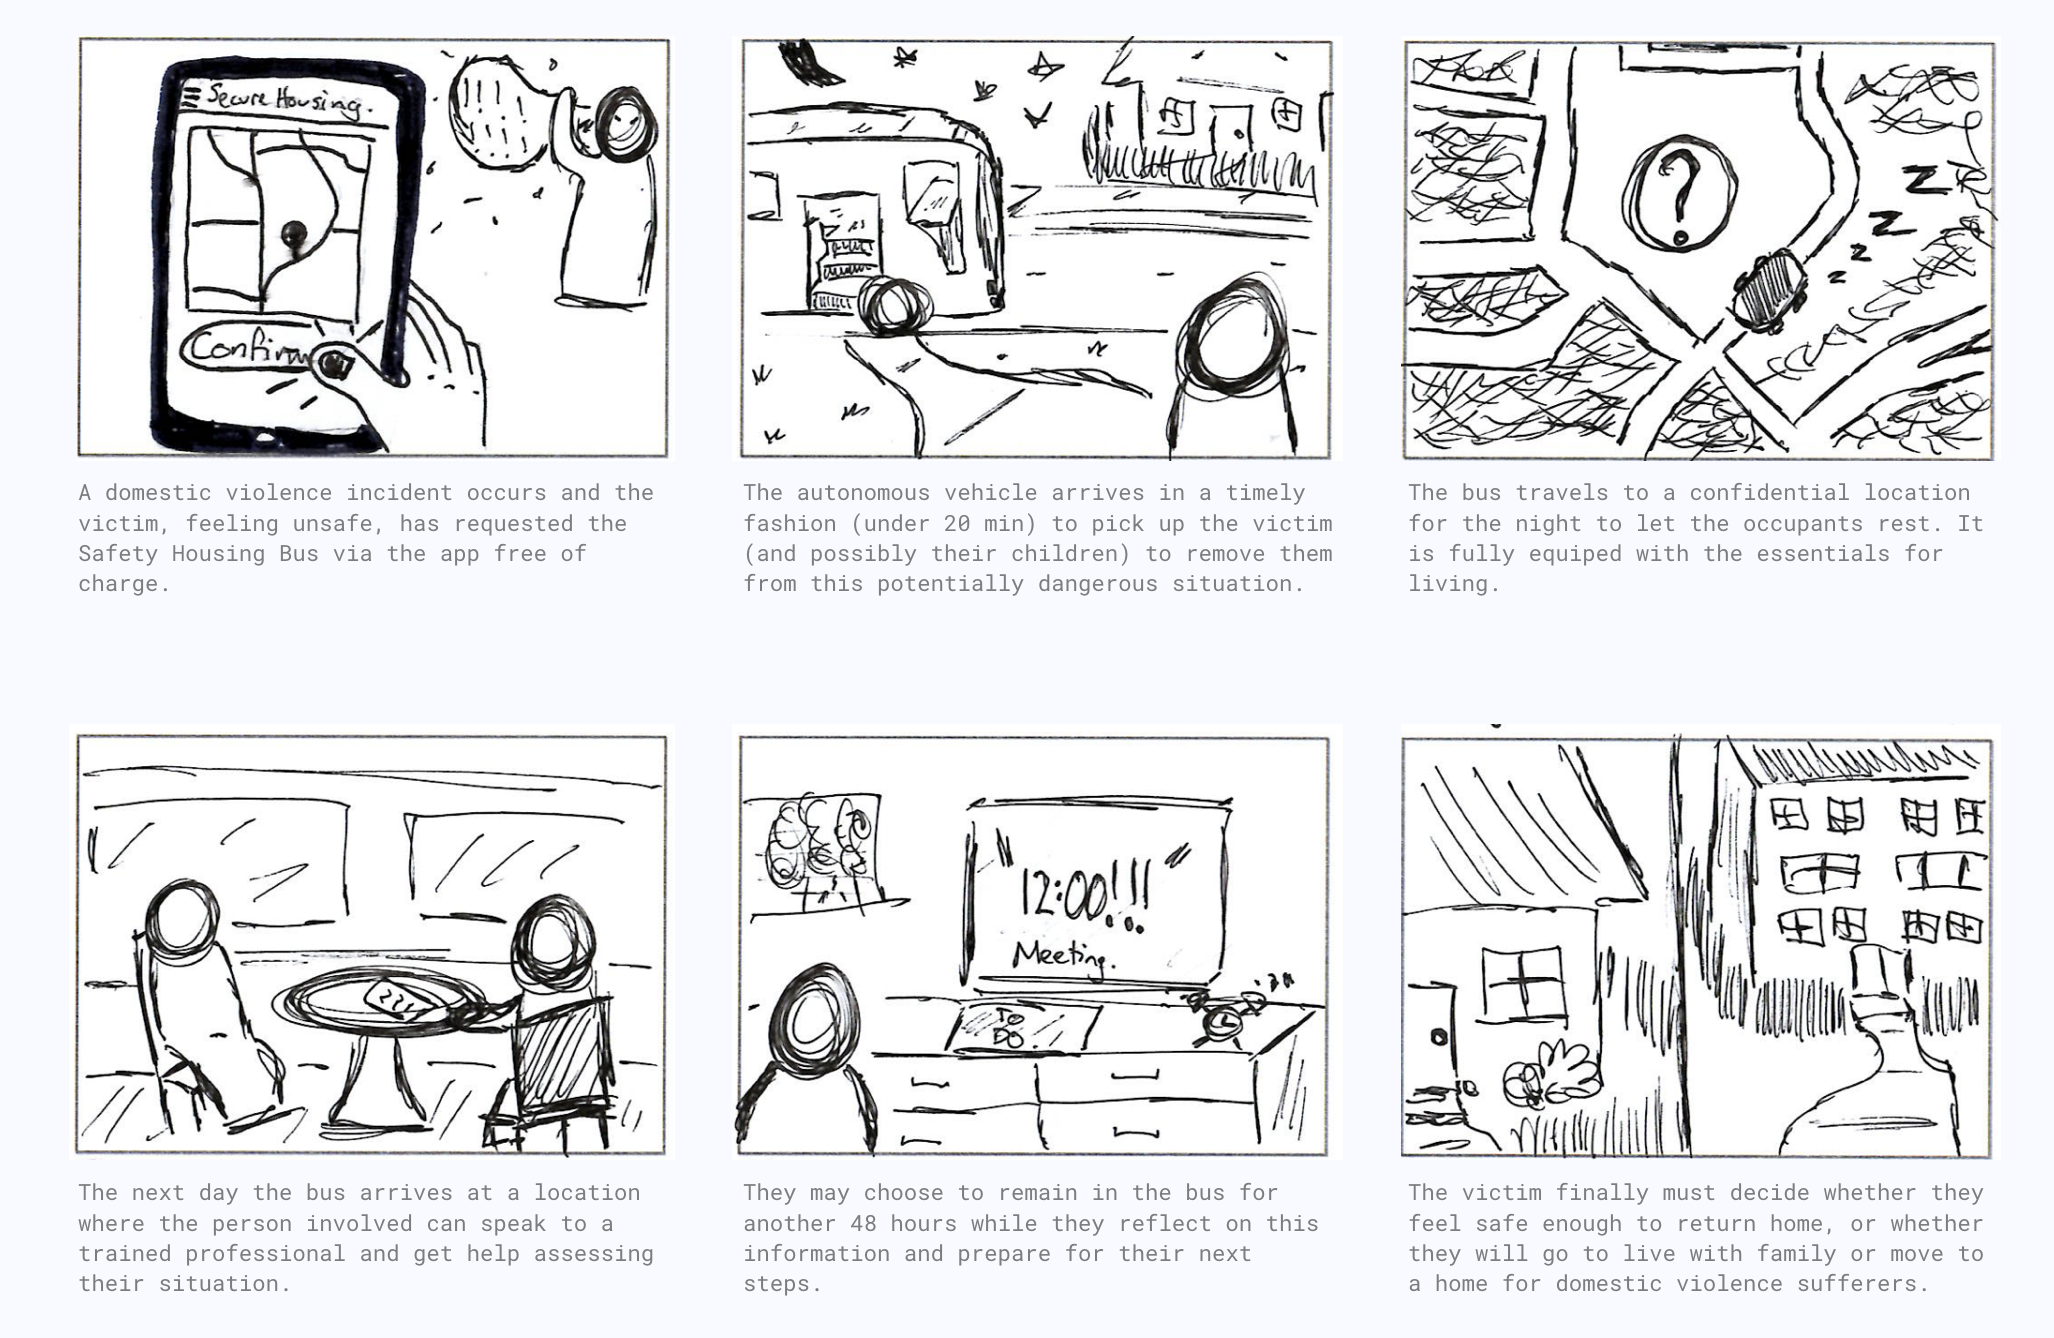 Secure Housing.
Confirm
A domestic violence incident occurs and the
victim, feeling unsafe, has requested the
Safety Housing Bus via the app free of
charge.
The autonomous vehicle arrives in a timely
fashion (under 20 min) to pick up the victim
(and possibly their children) to remove them
from this potentially dangerous situation.
?
z z Z Z
The bus travels to a confidential location
for the night to let the occupants rest. It
is fully equiped with the essentials for
living.
The next day the bus arrives at a location
where the person involved can speak to a
trained professional and get help assessing
their situation.
12:00!!!
Meeting.
TO
DO
They may choose to remain in the bus for
another 48 hours while they reflect on this
information and prepare for their next
steps.
The victim finally must decide whether they
feel safe enough to return home, or whether
they will go to live with family or move to
a home for domestic violence sufferers.